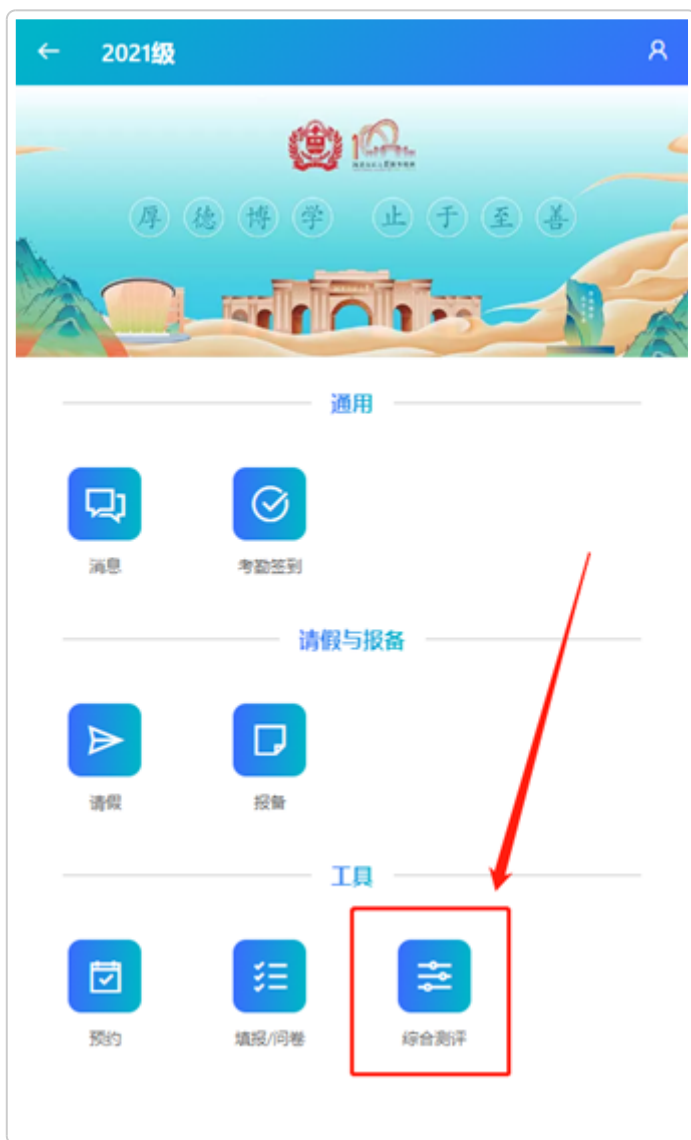 2021级
厚德博学 止于至善
通用
消息 考勤签到
请假与报备
请假 报备
工具
预约 填报/问卷 综合测评